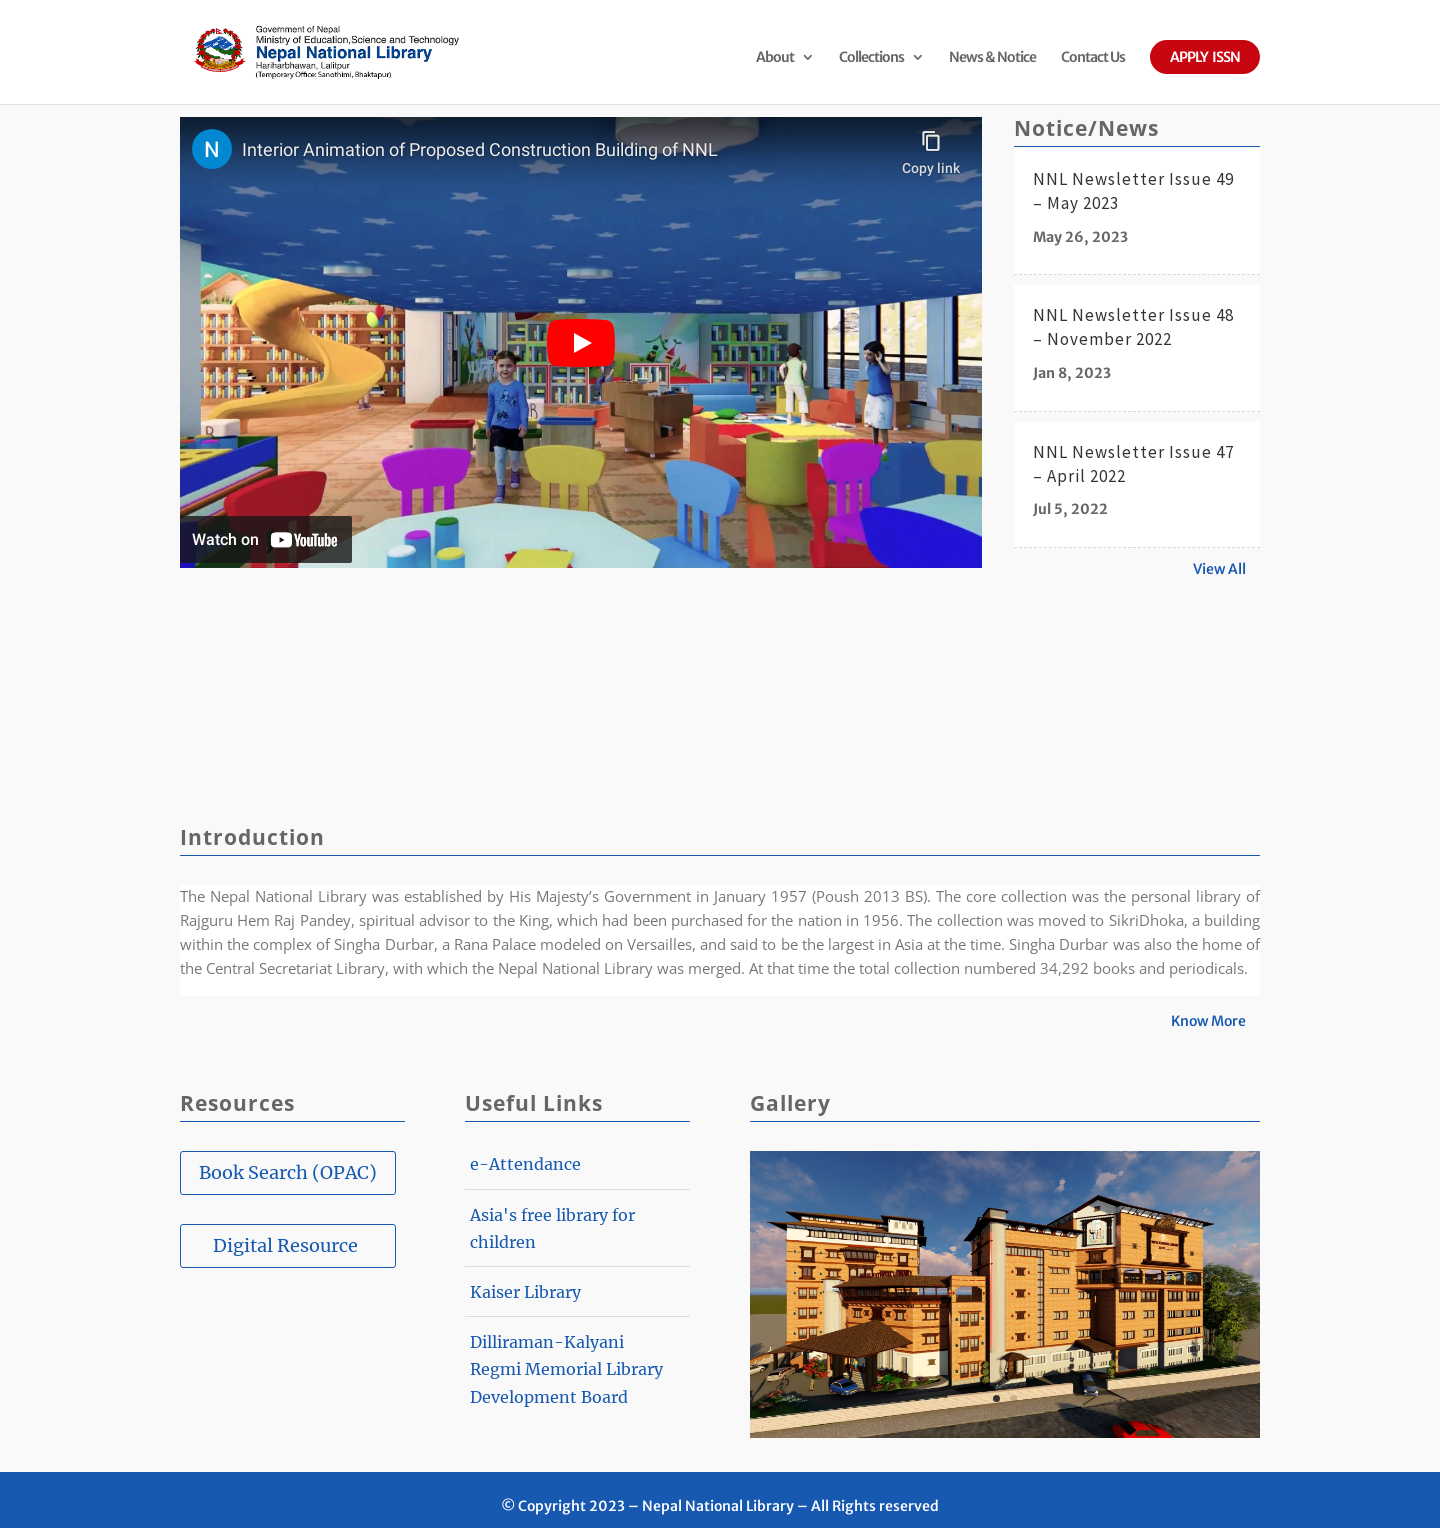 Government of Nepal
Ministry of Education,Science and Technology
Nepal National Library
Hariharbhawan, Lalitpur
(Temporary Office: Sanothimi, Bhaktapur)
About
Collections
News & Notice
Contact Us
APPLY ISSN
N
Interior Animation of Proposed Construction Building of NNL
Copy link
Watch on
YouTube
Notice/News
NNL Newsletter Issue 49
– May 2023
May 26, 2023
NNL Newsletter Issue 48
– November 2022
Jan 8, 2023
NNL Newsletter Issue 47
– April 2022
Jul 5, 2022
View All
Introduction
The Nepal National Library was established by His Majesty’s Government in January 1957 (Poush 2013 BS). The core collection was the personal library of
Rajguru Hem Raj Pandey, spiritual advisor to the King, which had been purchased for the nation in 1956. The collection was moved to SikriDhoka, a building
within the complex of Singha Durbar, a Rana Palace modeled on Versailles, and said to be the largest in Asia at the time. Singha Durbar was also the home of
the Central Secretariat Library, with which the Nepal National Library was merged. At that time the total collection numbered 34,292 books and periodicals.
Know More
Resources
Book Search (OPAC)
Digital Resource
Useful Links
e-Attendance
Asia's free library for
children
Kaiser Library
Dilliraman-Kalyani
Regmi Memorial Library
Development Board
Gallery
© Copyright 2023 – Nepal National Library – All Rights reserved